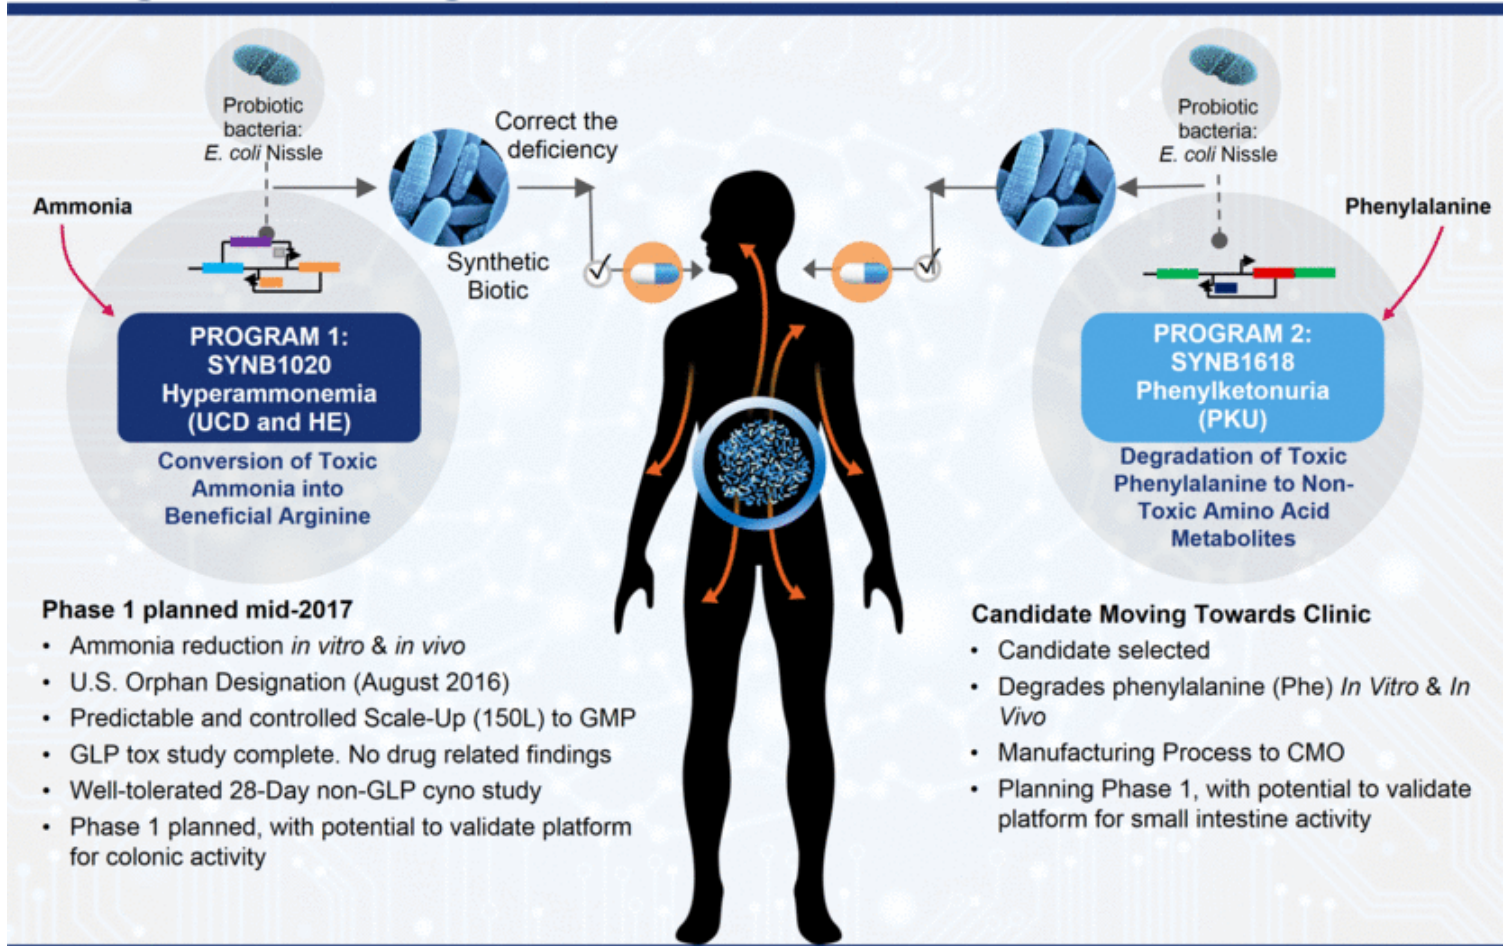 Probiotic
bacteria:
E. coli Nissle
Ammonia
Correct the
deficiency
Synthetic
Biotic
PROGRAM 1:
SYNB1020
Hyperammonemia
(UCD and HE)
Conversion of Toxic
Ammonia into
Beneficial Arginine
Phase 1 planned mid-2017
• Ammonia reduction in vitro & in vivo
• U.S. Orphan Designation (August 2016)
• Predictable and controlled Scale-Up (150L) to GMP
• GLP tox study complete. No drug related findings
• Well-tolerated 28-Day non-GLP cyno study
• Phase 1 planned, with potential to validate platform
for colonic activity
Probiotic
bacteria:
E. coli Nissle
Phenylalanine
PROGRAM 2:
SYNB1618
Phenylketonuria
(PKU)
Degradation of Toxic
Phenylalanine to Non-
Toxic Amino Acid
Metabolites
Candidate Moving Towards Clinic
• Candidate selected
• Degrades phenylalanine (Phe) In Vitro & In
Vivo
• Manufacturing Process to CMO
• Planning Phase 1, with potential to validate
platform for small intestine activity